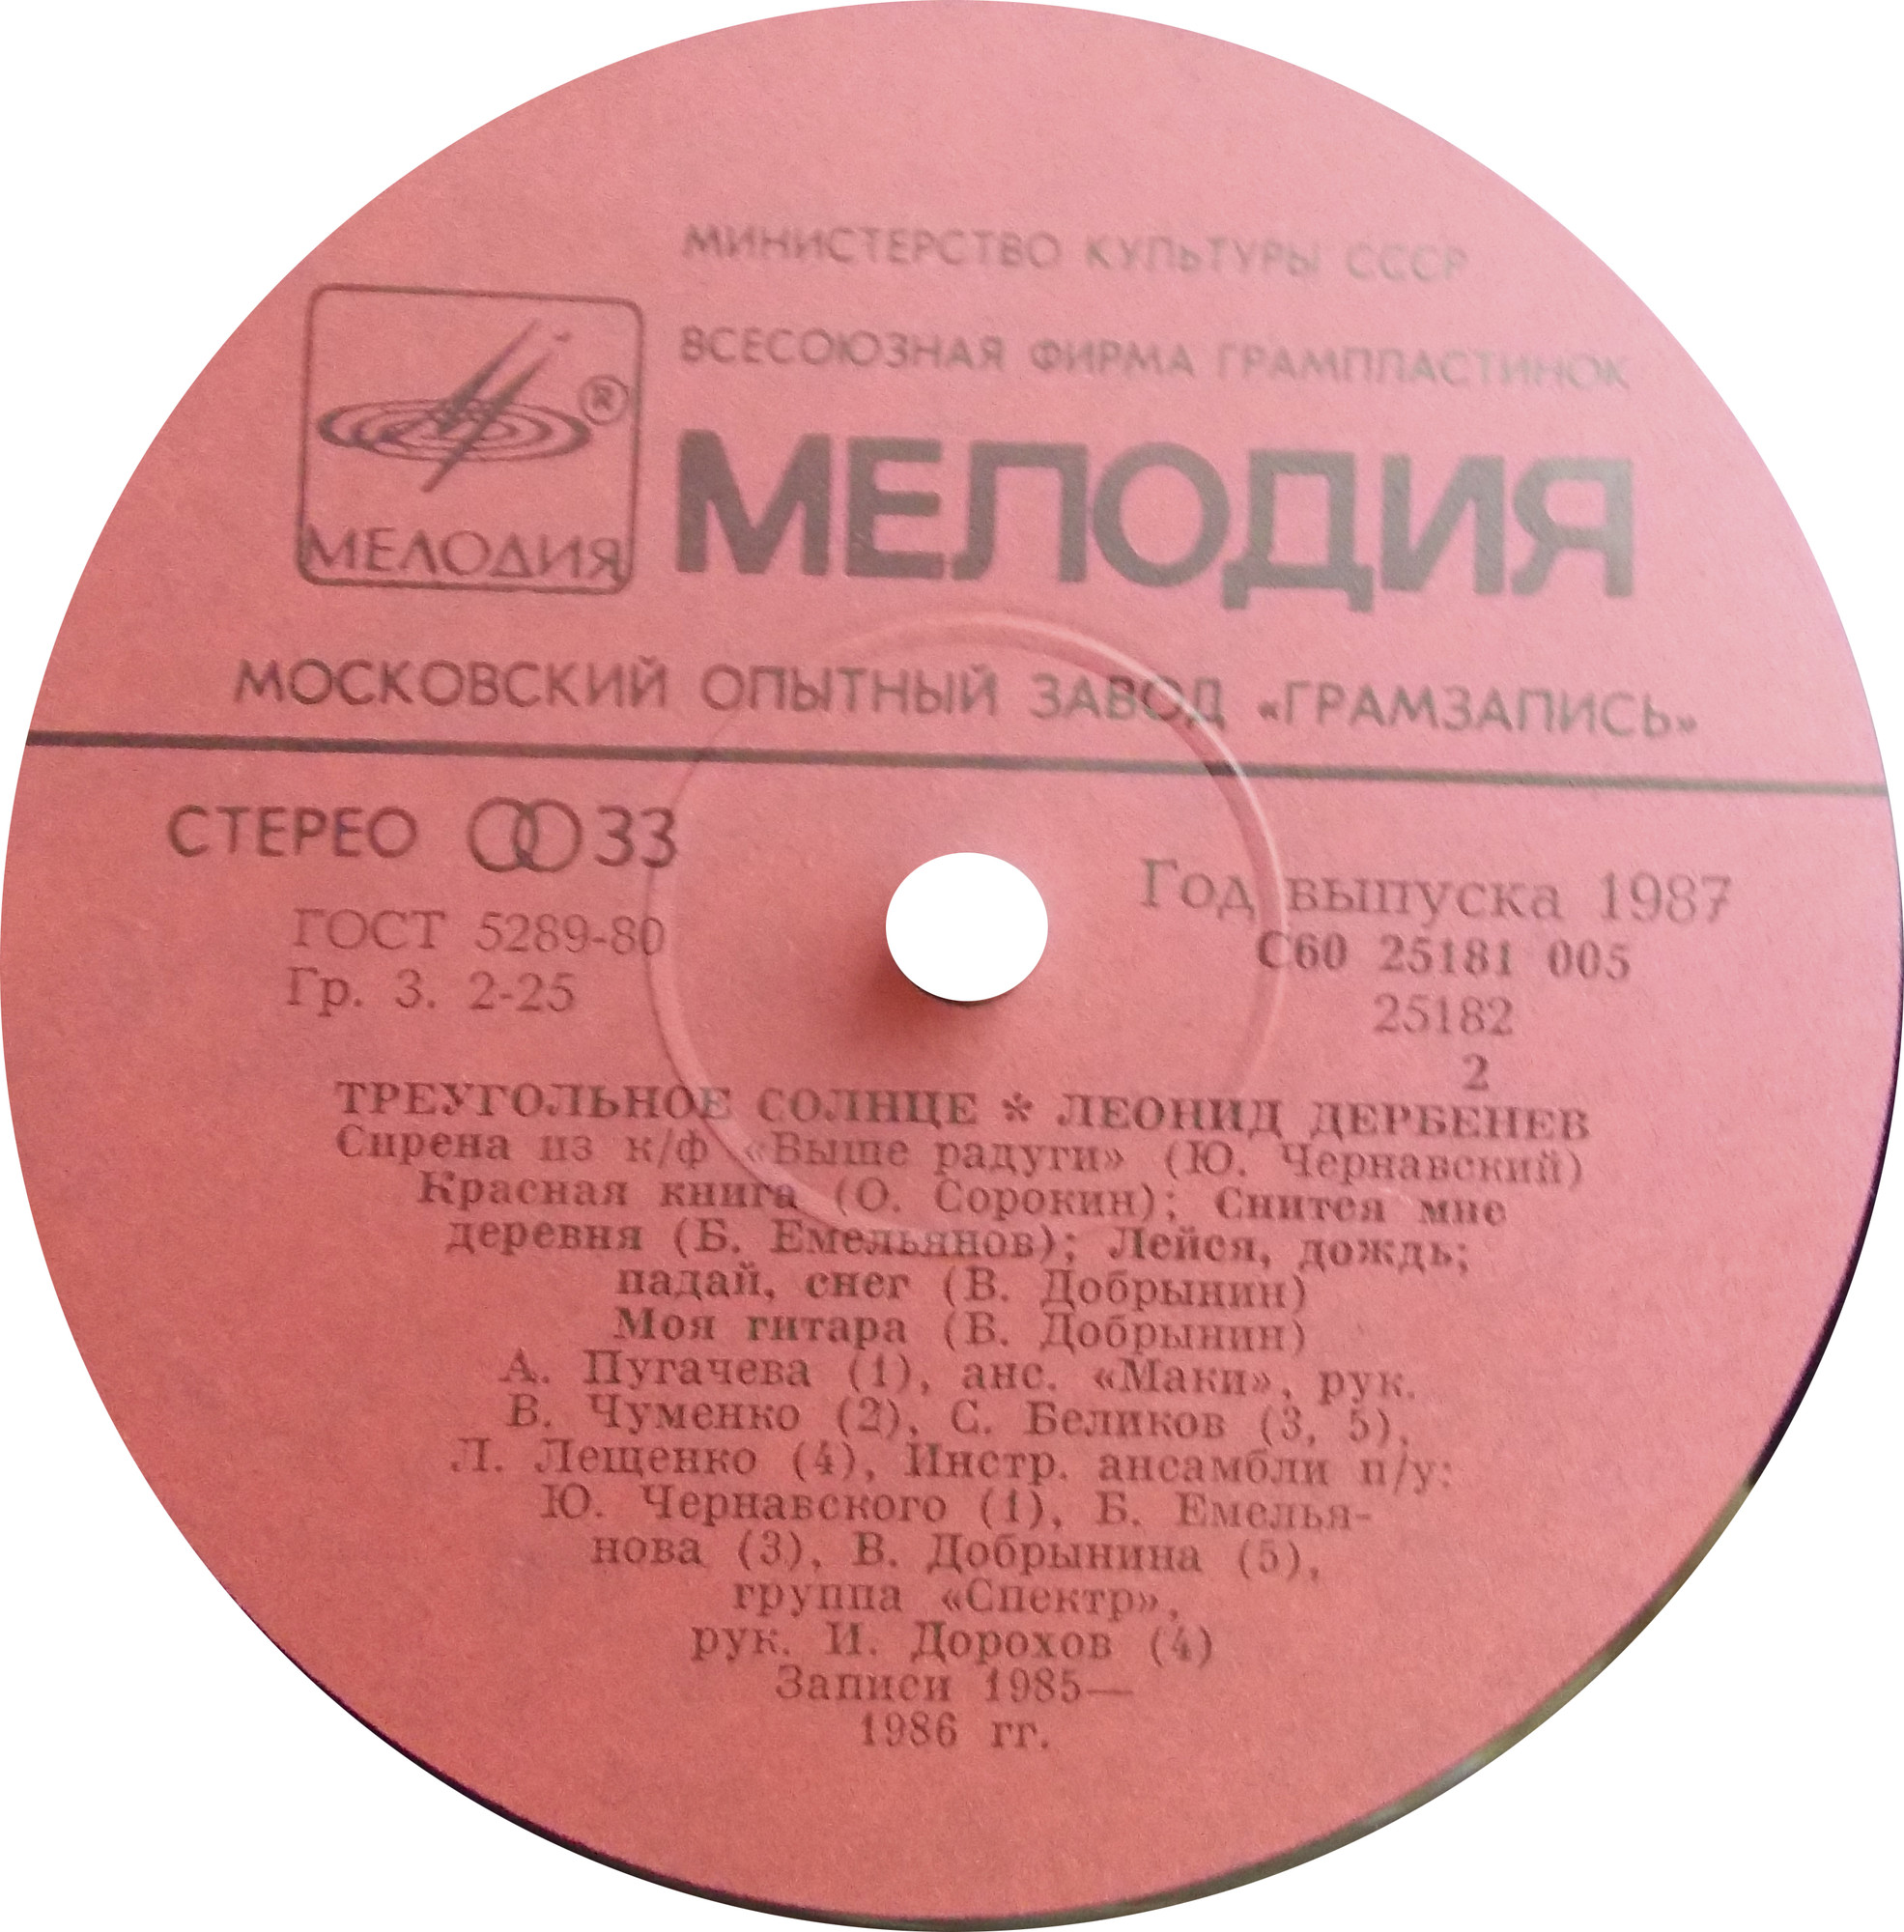 МИНИСТЕРСТВО КУЛЬТУРЫ СССР
ВСЕСОЮЗНАЯ ФИРМА ГРАМПЛАСТИНОК
®
МЕЛОДИЯ
МЕЛОДИЯ
МОСКОВСКИЙ ОПЫТНЫЙ ЗАВОД «ГРАМЗАПИСЬ»
СТЕРЕО 33
Год выпуска 1987
ГОСТ 5289-80
С60 25181 005
Гр. 3. 2-25
25182
2
ТРЕУГОЛЬНОЕ СОЛНЦЕ * ЛЕОНИД ДЕРБЕНЕВ
Сирена из к/ф «Выше радуги» (Ю. Чернавский)
Красная книга (О. Сорокин); Снится мне
деревня (Б. Емельянов); Лейся, дождь;
падай, снег (В. Добрынин)
Моя гитара (В. Добрынин)
А. Пугачева (1), анс. «Маки», рук.
В. Чуменко (2), С. Беликов (3, 5),
Л. Лещенко (4), Инстр. ансамбли п/у:
Ю. Чернавского (1), Б. Емелья-
нова (3), В. Добрынина (5),
группа «Спектр»,
рук. И. Дорохов (4)
Записи 1985—
1986 гг.